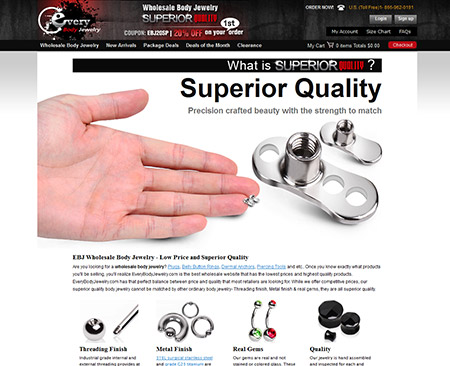 every
Body Jewelry
Wholesale Body Jewelry
SUPERIOR QUALITY
COUPON: EBJ20SP | 20% OFF on your 1st order
ORDER NOW!
U.S. (Toll Free)
Login
Sign up
My Account
Size Chart
FAQs
Wholesale Body Jewelry
New Arrivals
Package Deals
Deals of the Month
Clearance
My Cart
0 items Totals $0.00
Checkout
What is SUPERIOR QUALITY ?
Superior Quality
Precision crafted beauty with the strength to match
EBJ Wholesale Body Jewelry - Low Price and Superior Quality
Are you looking for a wholesale body jewelry? Plugs, Belly Button Rings, Dermal Anchors, Piercing Tools and etc.. Once you know exactly what products
you'll be selling, you'll realize EveryBodyJewelry.com is the best wholesale website that has the lowest prices and highest quality products.
EveryBodyJewelry.com has that perfect balance between price and quality that most retailers are looking for. While we offer competitive prices, our
superior quality body jewelry cannot be matched by other ordinary body jewelry- Threading finish, Metal finish & real gems, they are all superior quality.
Threading Finish
Industrial grade internal and
external threading provides at
Metal Finish
316L surgical stainless steel
and grade E23 titanium are
Real Gems
Our gems are real and not
stained or colored glass. They
Quality
Our jewelry is hand assembled
and inspected for each and